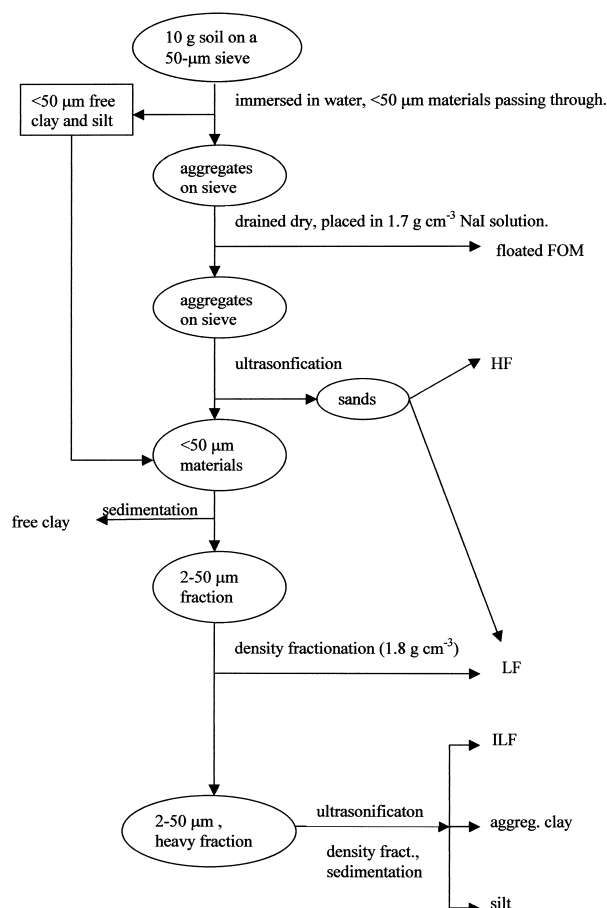 10 g soil on a
50-μm sieve
<50 μm free
clay and silt
immersed in water, <50 μm materials passing through.
aggregates
on sieve
drained dry, placed in 1.7 g cm⁻³ NaI solution.
floated FOM
aggregates
on sieve
ultrasonfication
HF
sands
<50 μm
materials
sedimentation
free clay
2-50 μm
fraction
density fractionation (1.8 g cm⁻³)
LF
ILF
2-50 μm ,
heavy fraction
ultrasonificaton
density fract.,
sedimentation
aggreg. clay
silt